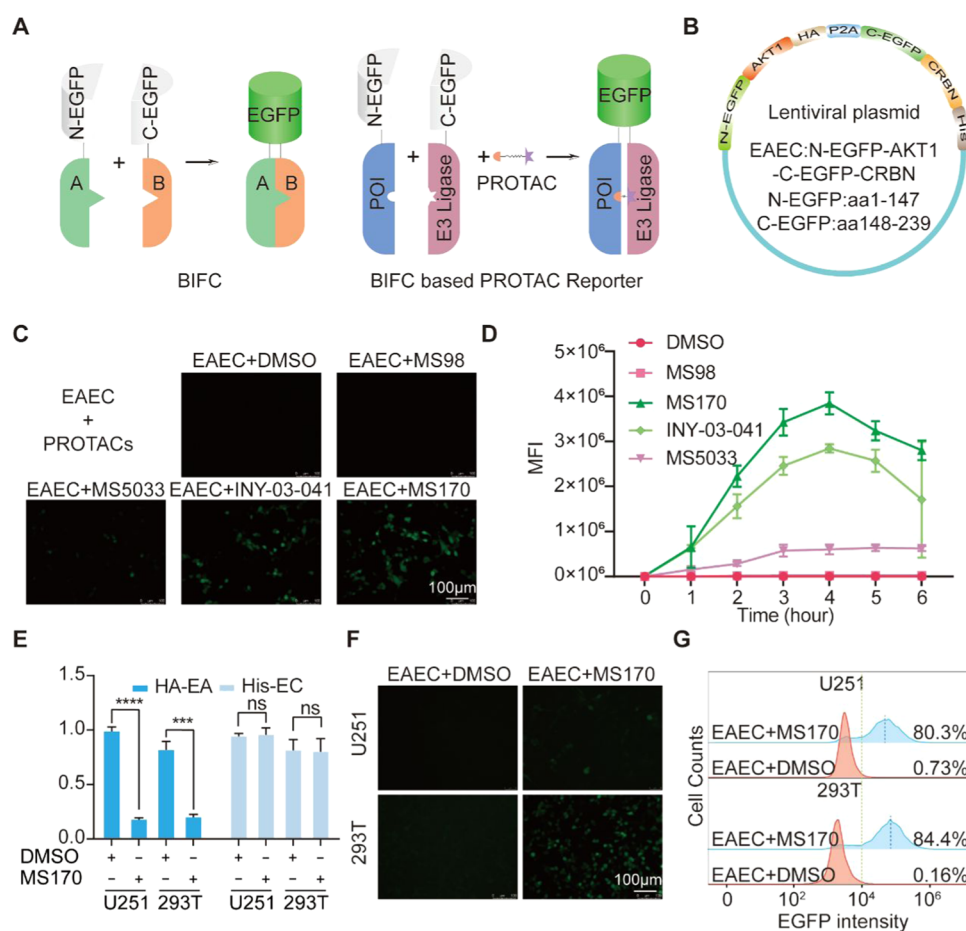 A
N-EGFP
C-EGFP
A
B
+
EGFP
A
B
BIFC
N-EGFP
C-EGFP
POI
+
E3 Ligase
+
PROTAC
EGFP
POI
E3 Ligase
BIFC based PROTAC Reporter
B
N-EGFP
AKT1
HA
P2A
C-EGFP
CRBN
His
Lentiviral plasmid
EAEC:N-EGFP-AKT1
-C-EGFP-CRBN
N-EGFP:aa1-147
C-EGFP:aa148-239
C
EAEC
+
PROTACs
EAEC+DMSO
EAEC+MS98
EAEC+MS5033
EAEC+INY-03-041
EAEC+MS170
100μm
D
MFI
5×10⁶
4×10⁶
3×10⁶
2×10⁶
1×10⁶
0×10⁶
DMSO
MS98
MS170
INY-03-041
MS5033
0 1 2 3 4 5 6
Time (hour)
E
1.5
1.0
0.5
0.0
HA-EA
His-EC
****
***
ns
ns
DMSO + - + - + - + -
MS170 - + - + - + - +
U251 293T U251 293T
F
EAEC+DMSO
EAEC+MS170
U251
293T
100μm
G
Cell Counts
U251
EAEC+MS170 80.3%
EAEC+DMSO 0.73%
293T
EAEC+MS170 84.4%
EAEC+DMSO 0.16%
0 10² 10⁴ 10⁶
EGFP intensity